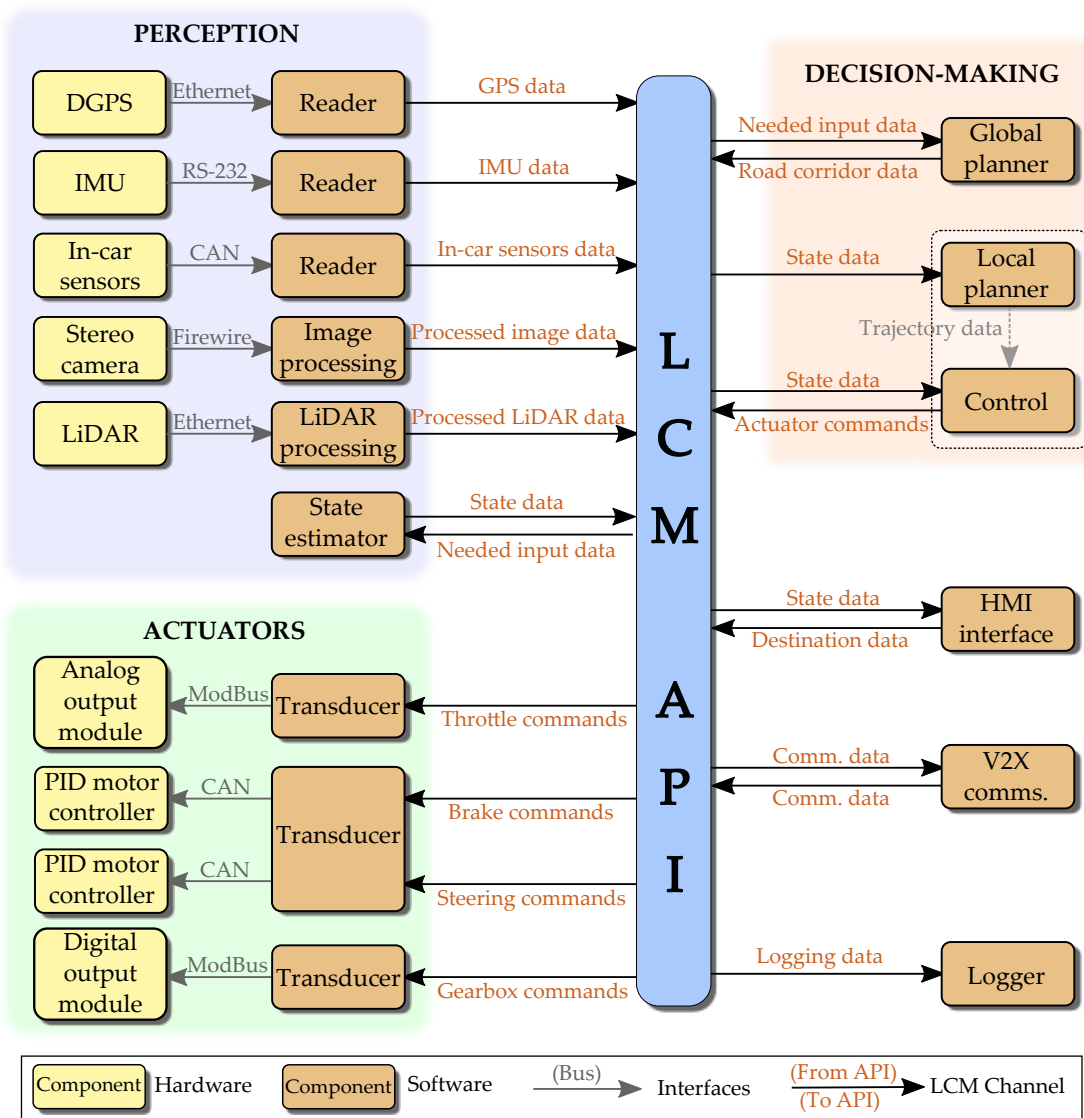 PERCEPTION
DGPS
Ethernet
Reader
GPS data
IMU
RS-232
Reader
IMU data
In-car
sensors
CAN
Reader
In-car sensors data
Stereo
camera
Firewire
Image
processing
Processed image data
LiDAR
Ethernet
LiDAR
processing
Processed LiDAR data
State
estimator
State data
Needed input data
ACTUATORS
Analog
output
module
ModBus
Transducer
Throttle commands
PID motor
controller
CAN
Transducer
Brake commands
PID motor
controller
CAN
Steering commands
Digital
output
module
ModBus
Transducer
Gearbox commands
L
C
M
A
P
I
DECISION-MAKING
Needed input data
Road corridor data
Global
planner
State data
Local
planner
Trajectory data
State data
Actuator commands
Control
State data
Destination data
HMI
interface
Comm. data
Comm. data
V2X
comms.
Logging data
Logger
Component
Hardware
Component
Software
(Bus)
Interfaces
(From API)
(To API)
LCM Channel